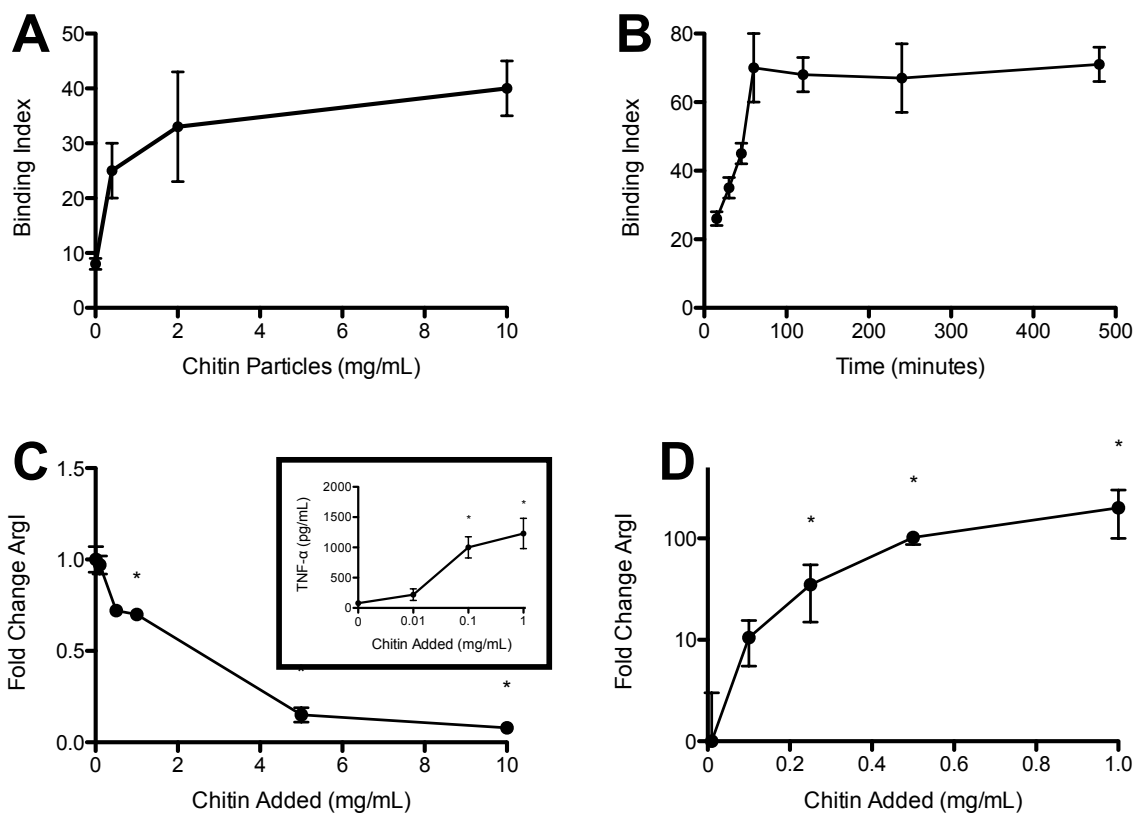 A
50
40
30
20
10
0
Binding Index
0 2 4 6 8 10
Chitin Particles (mg/mL)
B
80
60
40
20
0
Binding Index
0 100 200 300 400 500
Time (minutes)
C
1.5
1.0
0.5
0.0
Fold Change ArgI
*
*
*
0 2 4 6 8 10
Chitin Added (mg/mL)
2000
1500
1000
500
0
TNF-α (pg/mL)
*
*
0 0.01 0.1 1
Chitin Added (mg/mL)
D
100
10
0
Fold Change ArgI
*
*
*
0 0.2 0.4 0.6 0.8 1.0
Chitin Added (mg/mL)